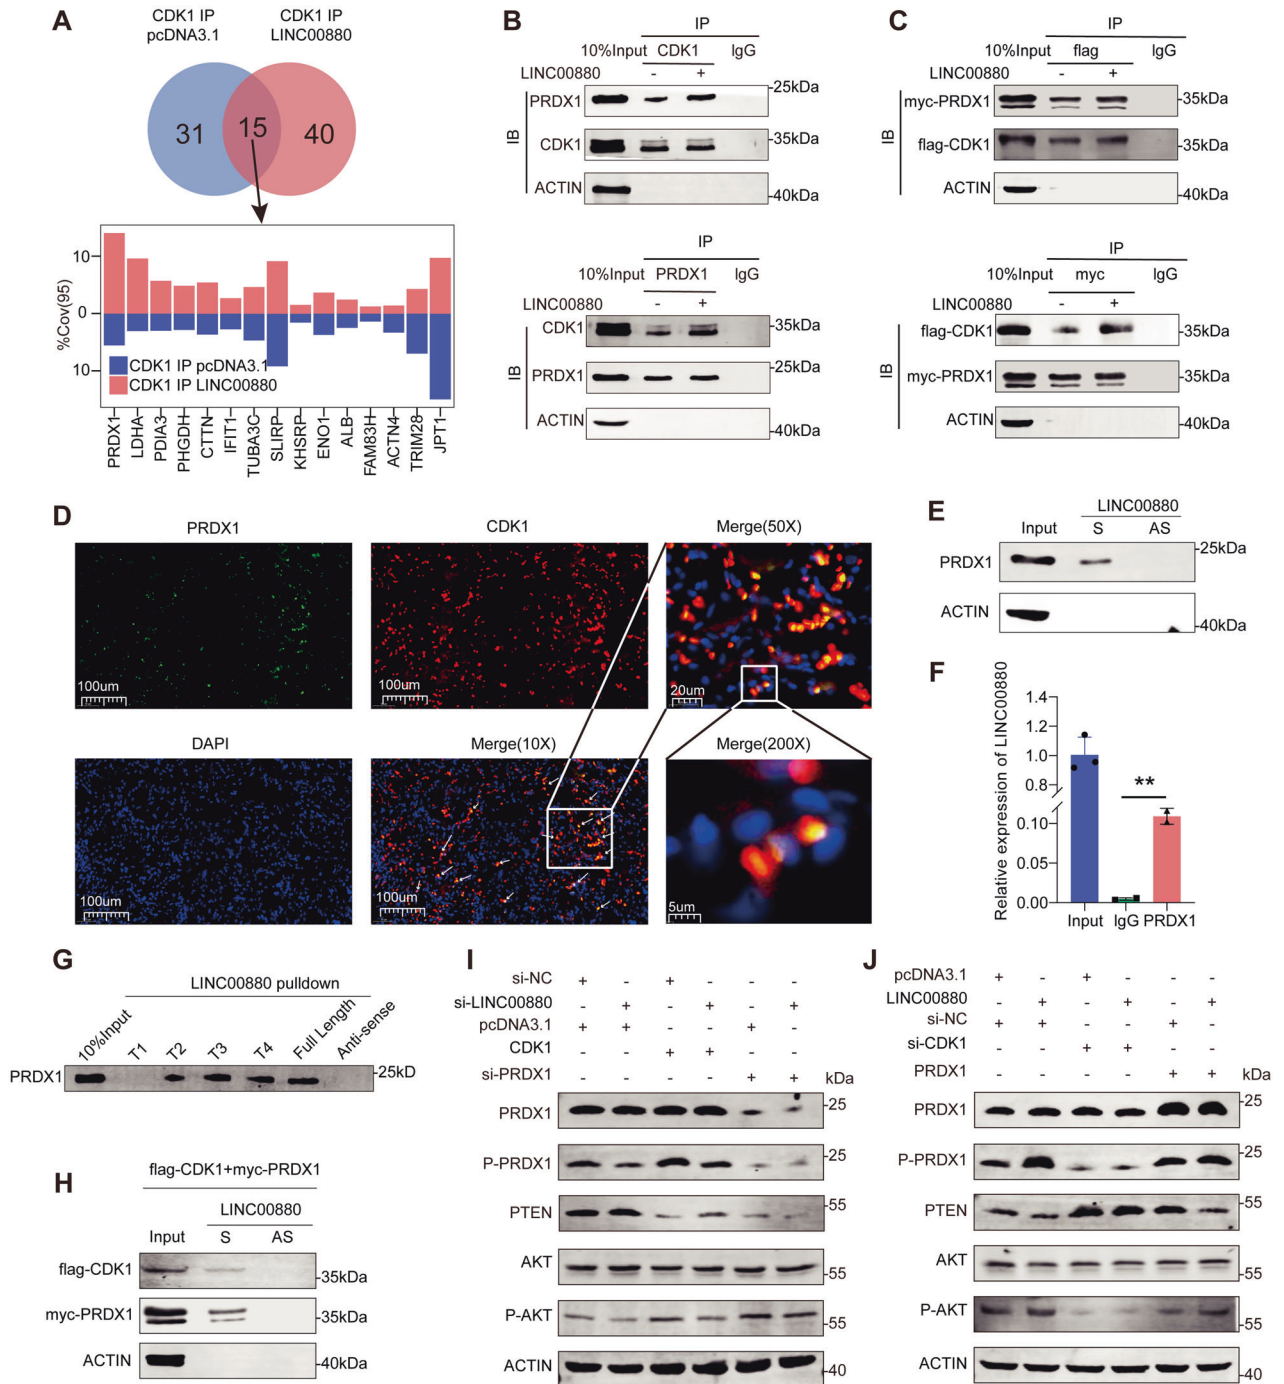 A
CDK1 IP pcDNA3.1
CDK1 IP LINC00880
31
15
40
%Cov(95)
10
0
10
CDK1 IP pcDNA3.1
CDK1 IP LINC00880
PRDX1
LDHA
PDIA3
PHGDH
CTTN
IFIT1
TUBA3C
SLIRP
KHSRP
ENO1
ALB
FAM83H
ACTN4
TRIM28
JPT1
B
IP
10%Input CDK1 IgG
LINC00880 - +
IB
PRDX1 25kDa
CDK1 35kDa
ACTIN 40kDa
IP
10%Input PRDX1 IgG
LINC00880 - +
IB
CDK1 35kDa
PRDX1 25kDa
ACTIN 40kDa
C
IP
10%Input flag IgG
LINC00880 - +
IB
myc-PRDX1 35kDa
flag-CDK1 35kDa
ACTIN 40kDa
IP
10%Input myc IgG
LINC00880 - +
IB
flag-CDK1 35kDa
myc-PRDX1 35kDa
ACTIN 40kDa
D
PRDX1
100um
CDK1
100um
Merge(50X)
20um
DAPI
100um
Merge(10X)
100um
Merge(200X)
5um
E
LINC00880
Input S AS
PRDX1 25kDa
ACTIN 40kDa
F
Relative expression of LINC00880
1.4
1.2
1.0
0.8
0.10
0.05
0.00
**
Input IgG PRDX1
G
LINC00880 pulldown
10%Input T1 T2 T3 T4 Full Length Anti-sense
PRDX1 25kD
H
flag-CDK1+myc-PRDX1
LINC00880
Input S AS
flag-CDK1 35kDa
myc-PRDX1 35kDa
ACTIN 40kDa
I
si-NC + - + - - -
si-LINC00880 - + - + - +
pcDNA3.1 + + - - + -
CDK1 - - + + - -
si-PRDX1 - - - - + +
kDa
PRDX1 25
P-PRDX1 25
PTEN 55
AKT 55
P-AKT 55
ACTIN 40
J
pcDNA3.1 + - + - - -
LINC00880 - + - + - +
si-NC + + - - + -
si-CDK1 - - + + - -
PRDX1 - - - - + +
kDa
PRDX1 25
P-PRDX1 25
PTEN 55
AKT 55
P-AKT 55
ACTIN 40